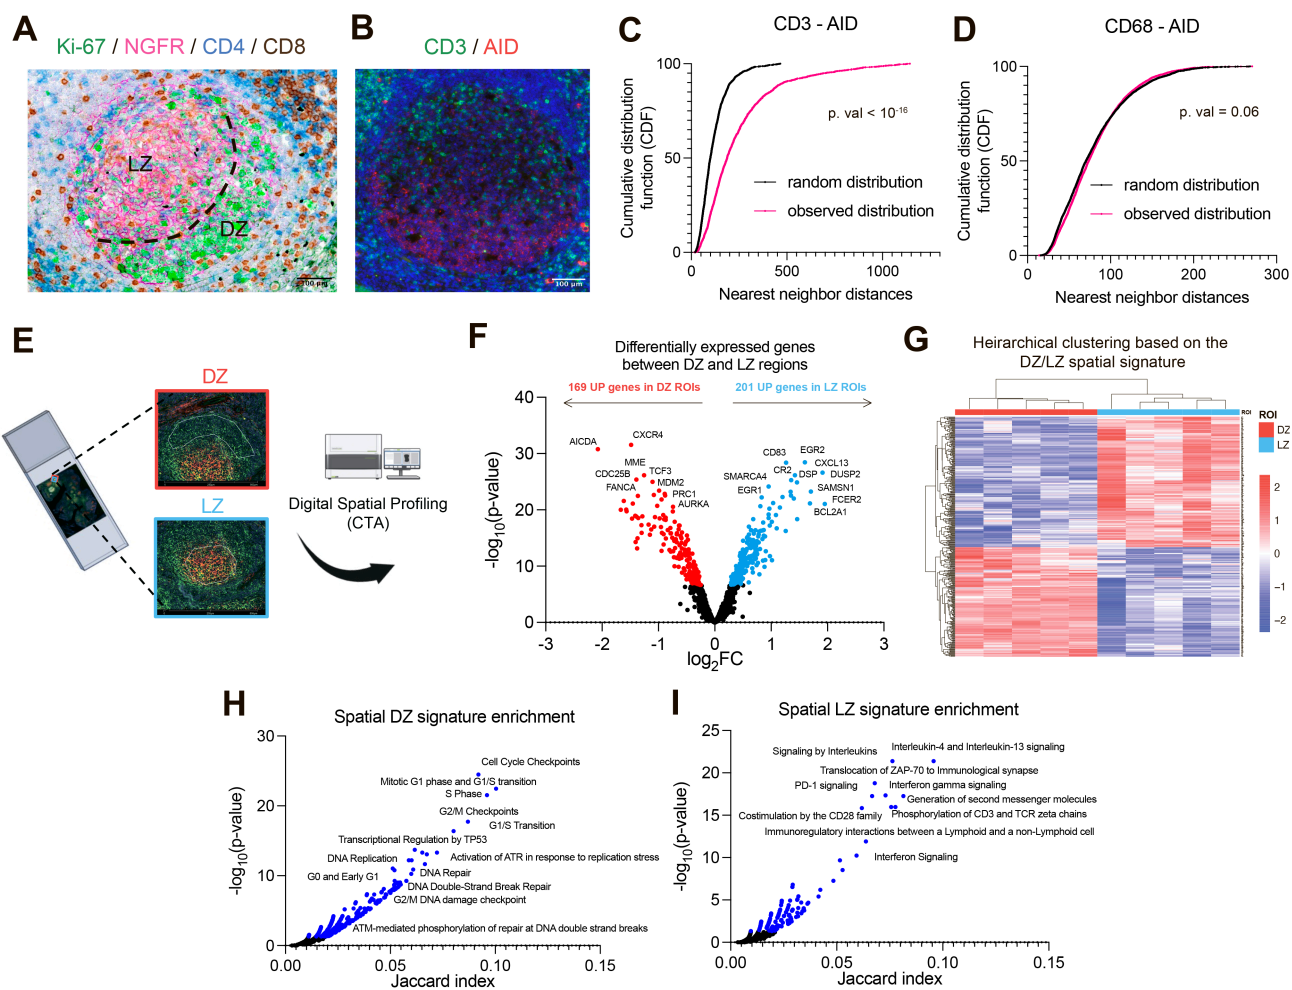 A
Ki-67 / NGFR / CD4 / CD8
LZ
DZ
100 µm
B
CD3 / AID
100 µm
C
CD3 - AID
Cumulative distribution
function (CDF)
100
50
0
p. val < 10-16
random distribution
observed distribution
0
500
1000
Nearest neighbor distances
D
CD68 - AID
Cumulative distribution
function (CDF)
100
50
0
p. val = 0.06
random distribution
observed distribution
0
100
200
300
Nearest neighbor distances
E
DZ
LZ
Digital Spatial Profiling
(CTA)
F
Differentially expressed genes
between DZ and LZ regions
169 UP genes in DZ ROIs
201 UP genes in LZ ROIs
-log10(p-value)
40
30
20
10
0
AICDA
CXCR4
MME
TCF3
CDC25B
MDM2
FANCA
PRC1
AURKA
CD83
EGR2
CXCL13
CR2
DSP
DUSP2
SMARCA4
SAMSN1
EGR1
FCER2
BCL2A1
-3
-2
-1
0
1
2
3
log2FC
G
Heirarchical clustering based on the
DZ/LZ spatial signature
ROI
ROI
DZ
LZ
2
1
0
−1
−2
H
Spatial DZ signature enrichment
-log10(p-value)
30
20
10
0
Cell Cycle Checkpoints
Mitotic G1 phase and G1/S transition
S Phase
G2/M Checkpoints
G1/S Transition
Transcriptional Regulation by TP53
DNA Replication
Activation of ATR in response to replication stress
G0 and Early G1
DNA Repair
DNA Double-Strand Break Repair
G2/M DNA damage checkpoint
ATM-mediated phosphorylation of repair at DNA double strand breaks
0.00
0.05
0.10
0.15
Jaccard index
I
Spatial LZ signature enrichment
-log10(p-value)
25
20
15
10
5
0
Signaling by Interleukins
Interleukin-4 and Interleukin-13 signaling
Translocation of ZAP-70 to Immunological synapse
PD-1 signaling
Interferon gamma signaling
Generation of second messenger molecules
Costimulation by the CD28 family
Phosphorylation of CD3 and TCR zeta chains
Immunoregulatory interactions between a Lymphoid and a non-Lymphoid cell
Interferon Signaling
0.05
0.10
0.15
0.00
Jaccard index